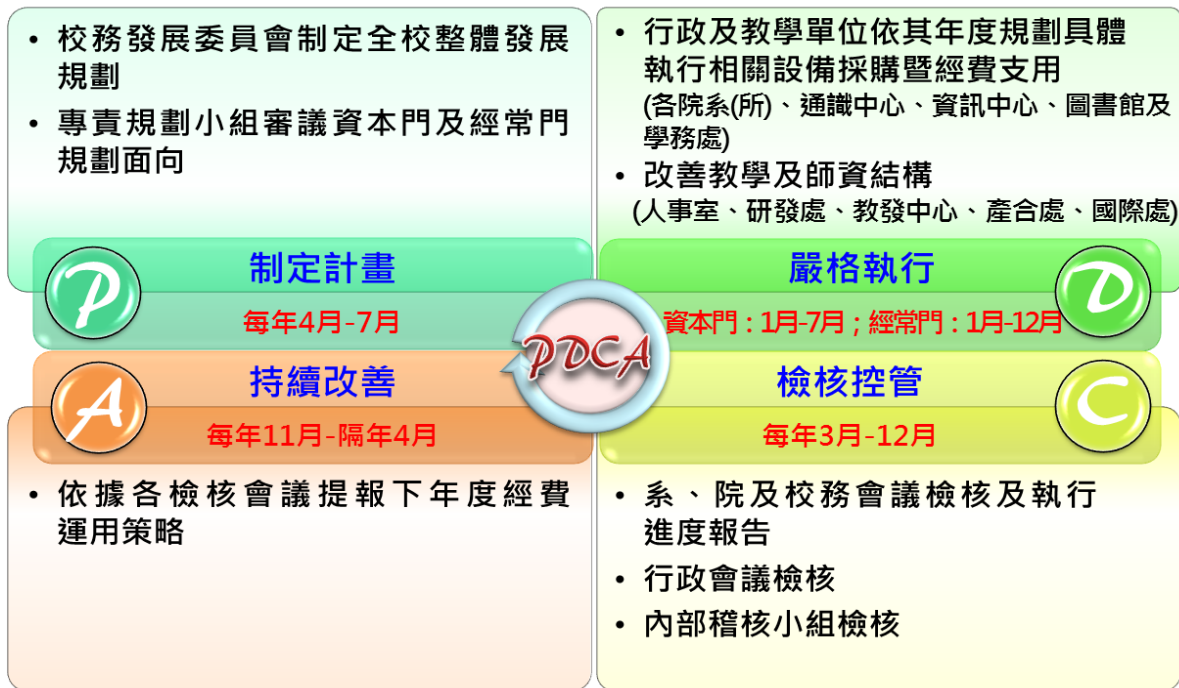 • 校務發展委員會制定全校整體發展
規劃
• 專責規劃小組審議資本門及經常門
規劃面向
P
制定計畫
每年4月-7月
• 行政及教學單位依其年度規劃具體
執行相關設備採購暨經費支用
(各院系(所)、通識中心、資訊中心、圖書館及
學務處)
• 改善教學及師資結構
(人事室、研發處、教發中心、產合處、國際處)
嚴格執行
資本門：1月-7月；經常門：1月-12月
D
PDCA
A
持續改善
每年11月-隔年4月
• 依據各檢核會議提報下年度經費
運用策略
檢核控管
每年3月-12月
C
• 系、院及校務會議檢核及執行
進度報告
• 行政會議檢核
• 內部稽核小組檢核